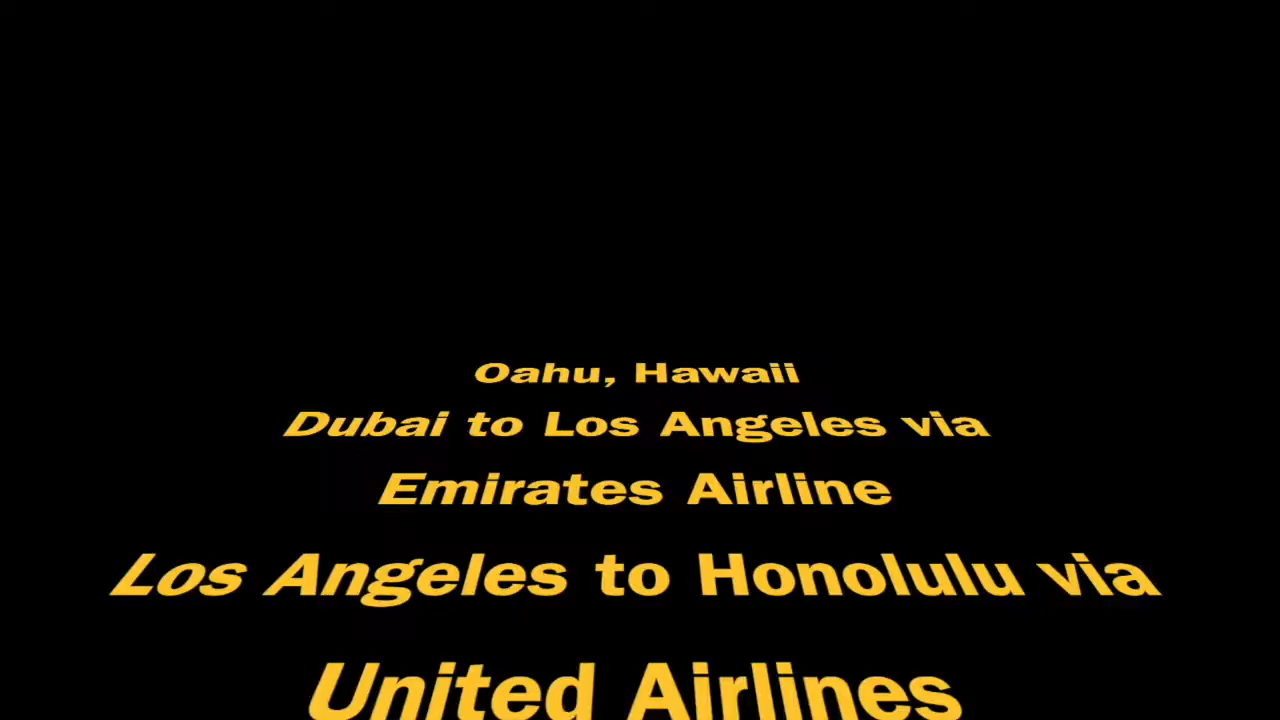 Oahu, Hawaii
Dubai to Los Angeles via
Emirates Airline
Los Angeles to Honolulu via
United Airlines